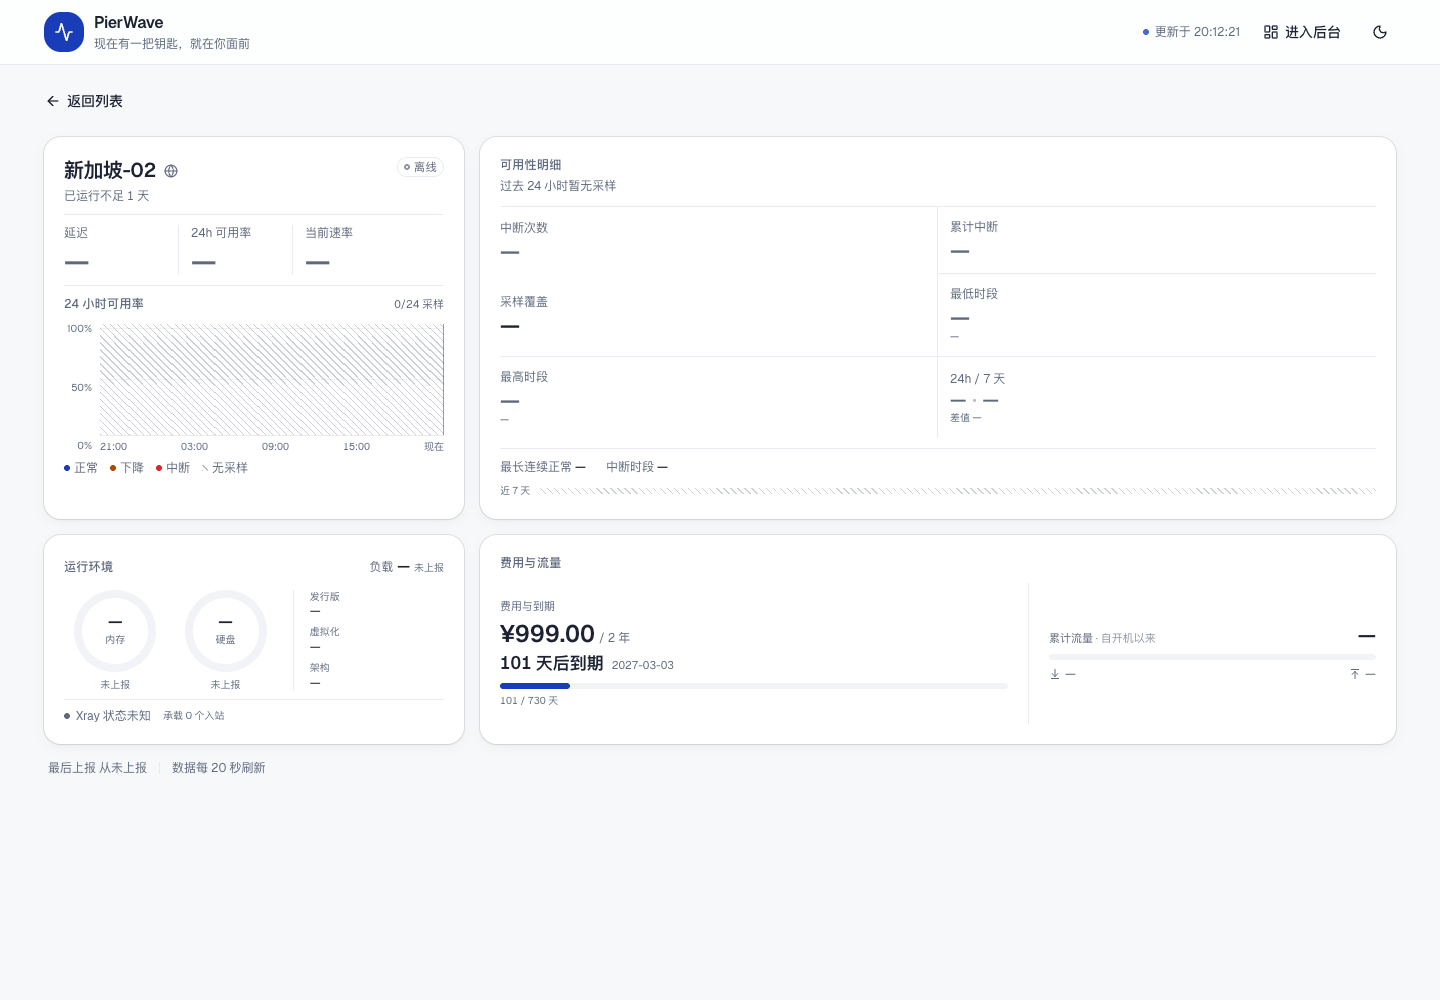 PierWave
现在有一把钥匙，就在你面前
更新于 20:12:21
进入后台
返回列表
新加坡-02
离线
已运行不足 1 天
延迟
—
24h 可用率
—
当前速率
—
24 小时可用率
0/24 采样
100%
50%
0%
21:00
03:00
09:00
15:00
现在
正常
下降
中断
无采样
可用性明细
过去 24 小时暂无采样
中断次数
—
累计中断
—
采样覆盖
—
最低时段
—
—
最高时段
—
—
24h / 7 天
— · —
差值 —
最长连续正常 —
中断时段 —
近 7 天
运行环境
负载 — 未上报
—
内存
未上报
—
硬盘
未上报
发行版
—
虚拟化
—
架构
—
Xray 状态未知
承载 0 个入站
费用与流量
费用与到期
¥999.00 / 2 年
101 天后到期 2027-03-03
101 / 730 天
累计流量 · 自开机以来
—
—
—
最后上报 从未上报
数据每 20 秒刷新